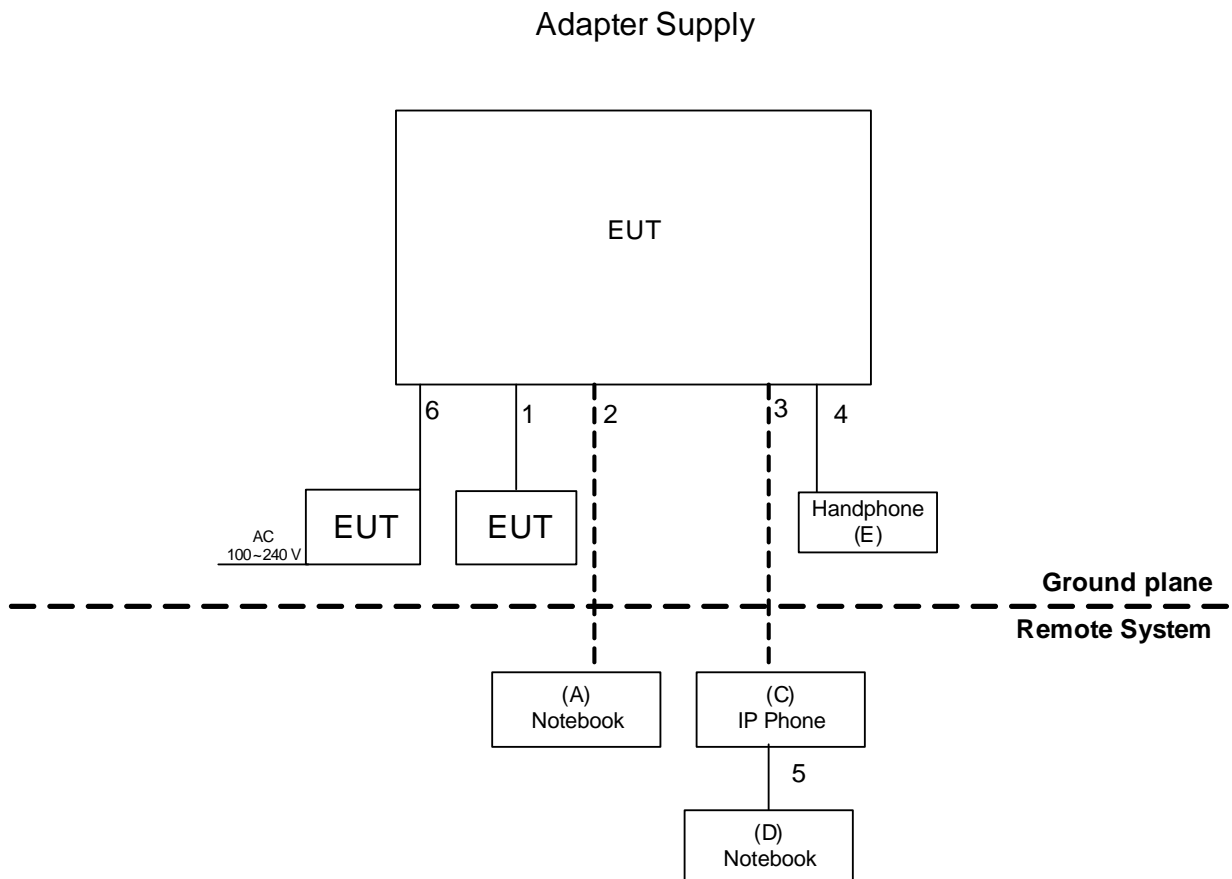 Adapter Supply
EUT
6
1
2
3
4
EUT
EUT
Handphone
(E)
AC
100~240 V
Ground plane
Remote System
(A)
Notebook
(C)
IP Phone
5
(D)
Notebook